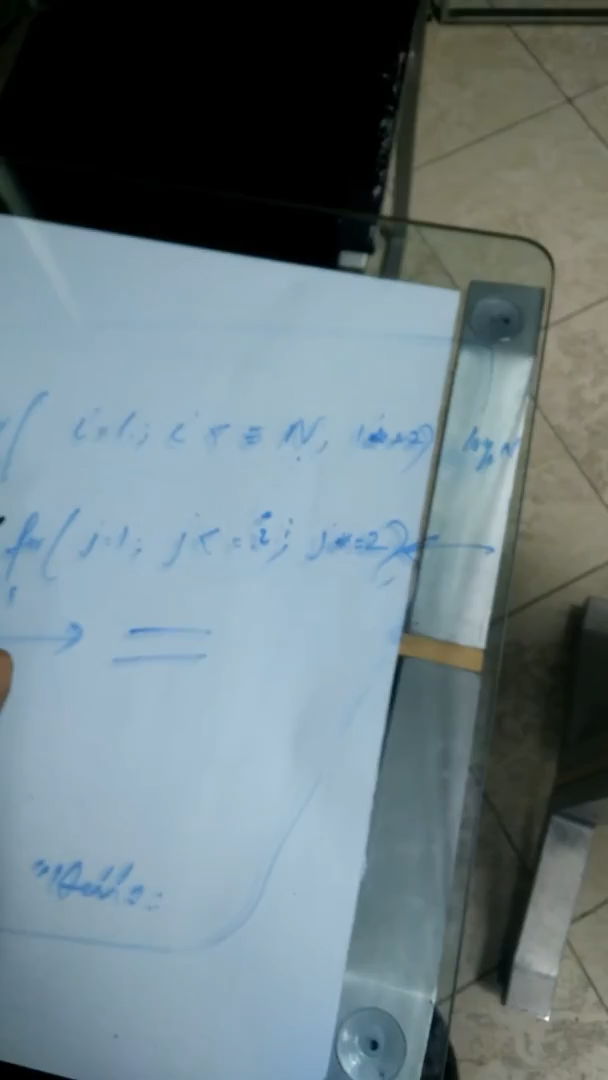 ( i=1; i <= N; i*=2) log N
for( j=1; j<=i; j*=2)